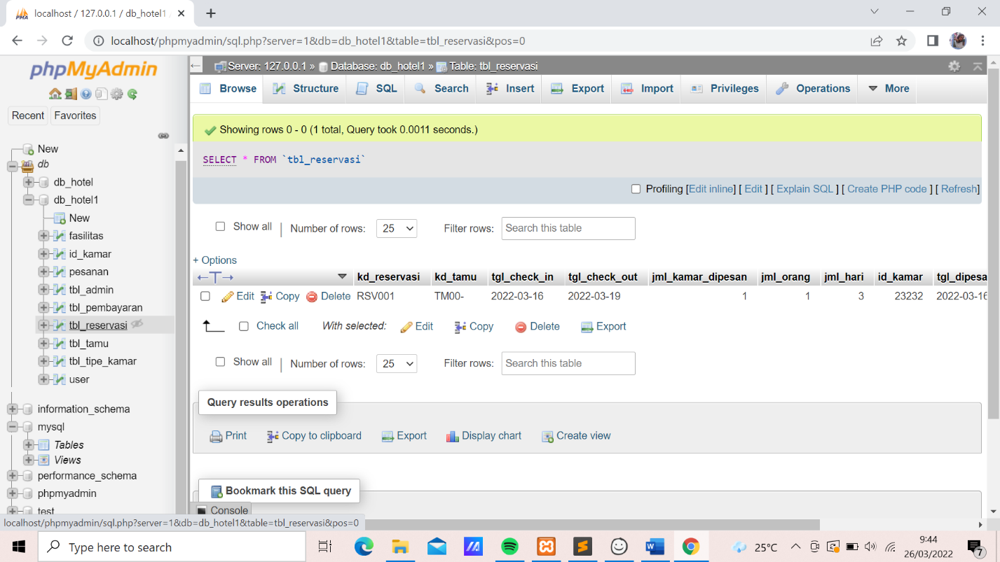 localhost / 127.0.0.1 / db_hotel1
localhost/phpmyadmin/sql.php?server=1&db=db_hotel1&table=tbl_reservasi&pos=0
phpMyAdmin
Recent Favorites
New
db
db_hotel
db_hotel1
New
fasilitas
id_kamar
pesanan
tbl_admin
tbl_pembayaran
tbl_reservasi
tbl_tamu
tbl_tipe_kamar
user
information_schema
mysql
Tables
Views
performance_schema
phpmyadmin
test
Server: 127.0.0.1 » Database: db_hotel1 » Table: tbl_reservasi
Browse Structure SQL Search Insert Export Import Privileges Operations More
Showing rows 0 - 0 (1 total, Query took 0.0011 seconds.)
SELECT * FROM `tbl_reservasi`
Profiling [Edit inline] [ Edit ] [ Explain SQL ] [ Create PHP code ] [ Refresh]
Show all | Number of rows: 25 Filter rows: Search this table
+ Options
←T→ kd_reservasi kd_tamu tgl_check_in tgl_check_out jml_kamar_dipesan jml_orang jml_hari id_kamar tgl_dipesa
Edit Copy Delete RSV001 TM00- 2022-03-16 2022-03-19 1 1 3 23232 2022-03-16
Check all With selected: Edit Copy Delete Export
Show all | Number of rows: 25 Filter rows: Search this table
Query results operations
Print Copy to clipboard Export Display chart Create view
Bookmark this SQL query
Console
localhost/phpmyadmin/sql.php?server=1&db=db_hotel1&table=tbl_reservasi&pos=0
Type here to search
25°C
9:44
26/03/2022
7